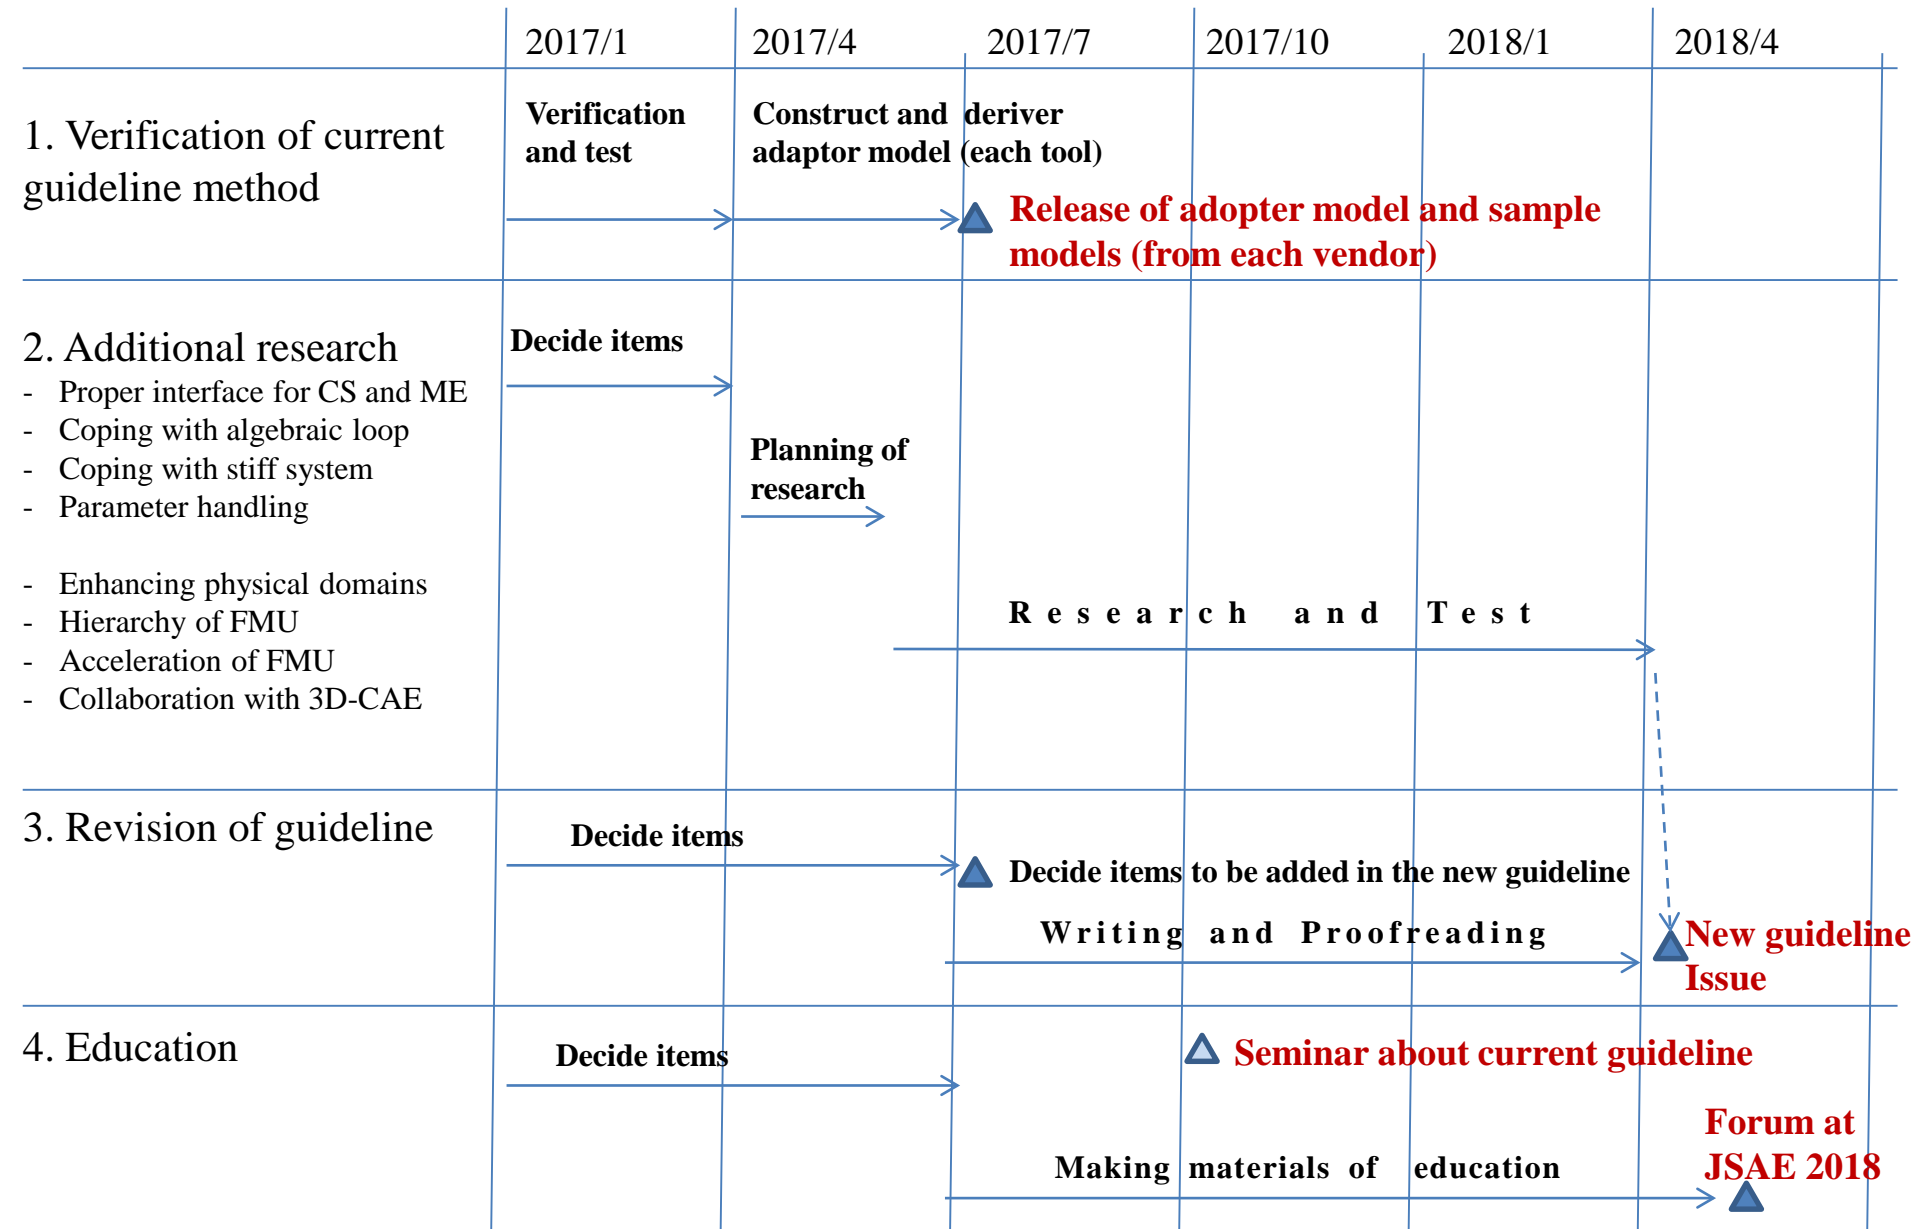 2017/1 2017/4 2017/7 2017/10 2018/1 2018/4
1. Verification of current
guideline method
Verification
and test
Construct and deriver
adaptor model (each tool)
Release of adopter model and sample
models (from each vendor)
2. Additional research
- Proper interface for CS and ME
- Coping with algebraic loop
- Coping with stiff system
- Parameter handling
- Enhancing physical domains
- Hierarchy of FMU
- Acceleration of FMU
- Collaboration with 3D-CAE
Decide items
Planning of
research
Research and Test
3. Revision of guideline
Decide items
Decide items to be added in the new guideline
Writing and Proofreading
New guideline
Issue
4. Education
Decide items
Seminar about current guideline
Making materials of education
Forum at
JSAE 2018